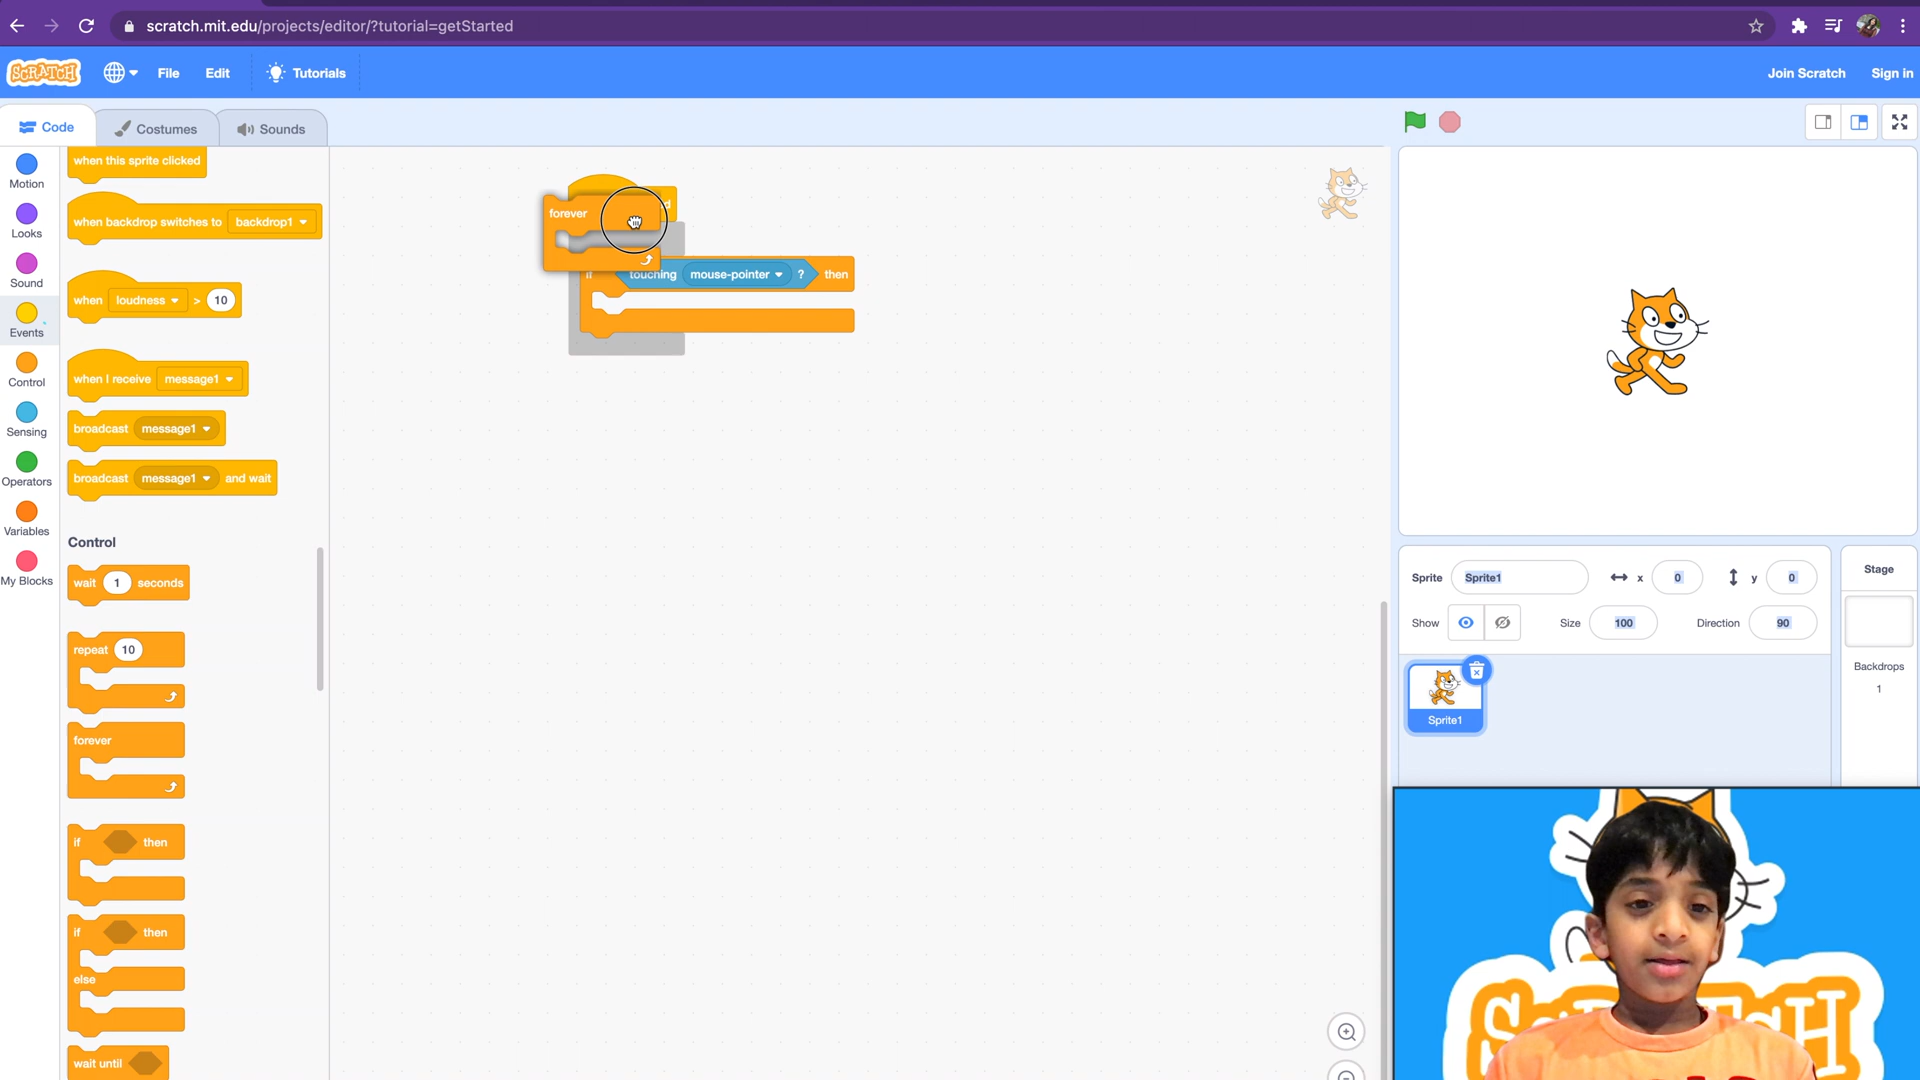 scratch.mit.edu/projects/editor/?tutorial=getStarted
SCRATCH
File
Edit
Tutorials
Join Scratch
Sign in
Code
Costumes
Sounds
Motion
Looks
Sound
Events
Control
Sensing
Operators
Variables
My Blocks
when this sprite clicked
when backdrop switches to backdrop1
when loudness > 10
when I receive message1
broadcast message1
broadcast message1 and wait
Control
wait 1 seconds
repeat 10
forever
if then
if then
else
wait until
forever
if touching mouse-pointer ? then
Sprite Sprite1 x 0 y 0
Show Size 100 Direction 90
Sprite1
Stage
Backdrops
1
SCRATCH